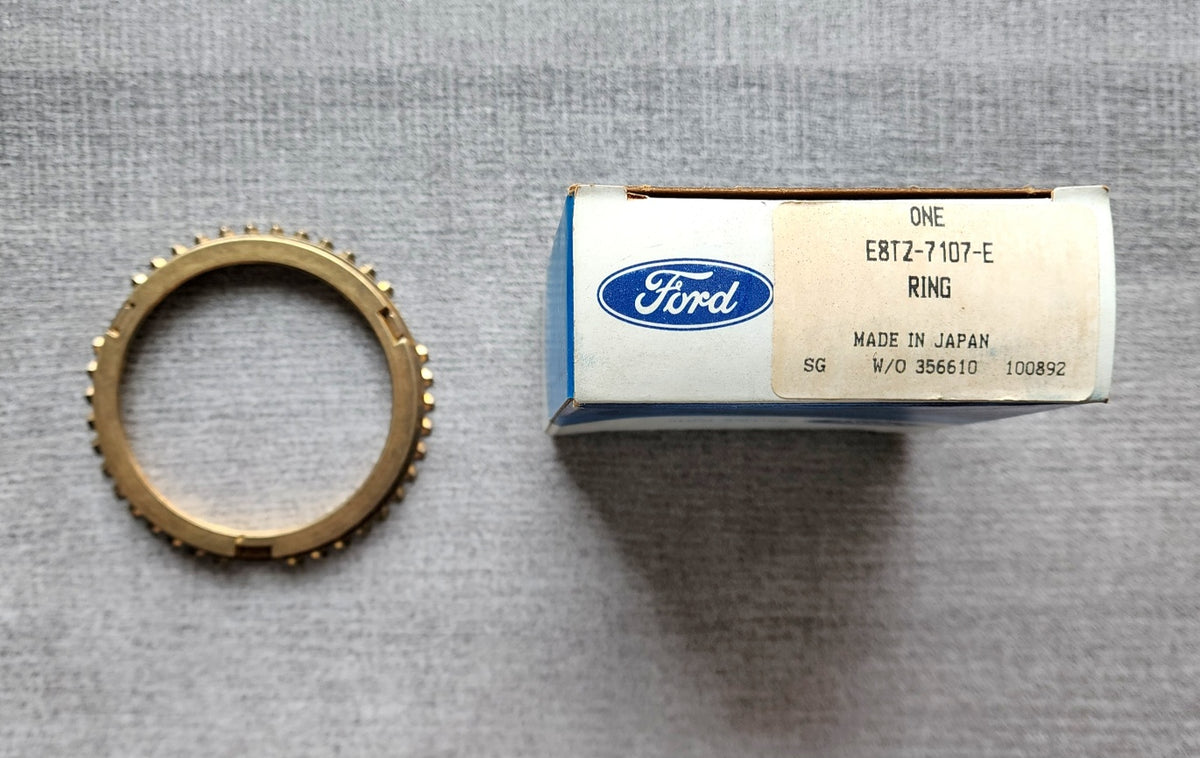 Ford
ONE
E8TZ-7107-E
RING
MADE IN JAPAN
SG W/O 356610 100892